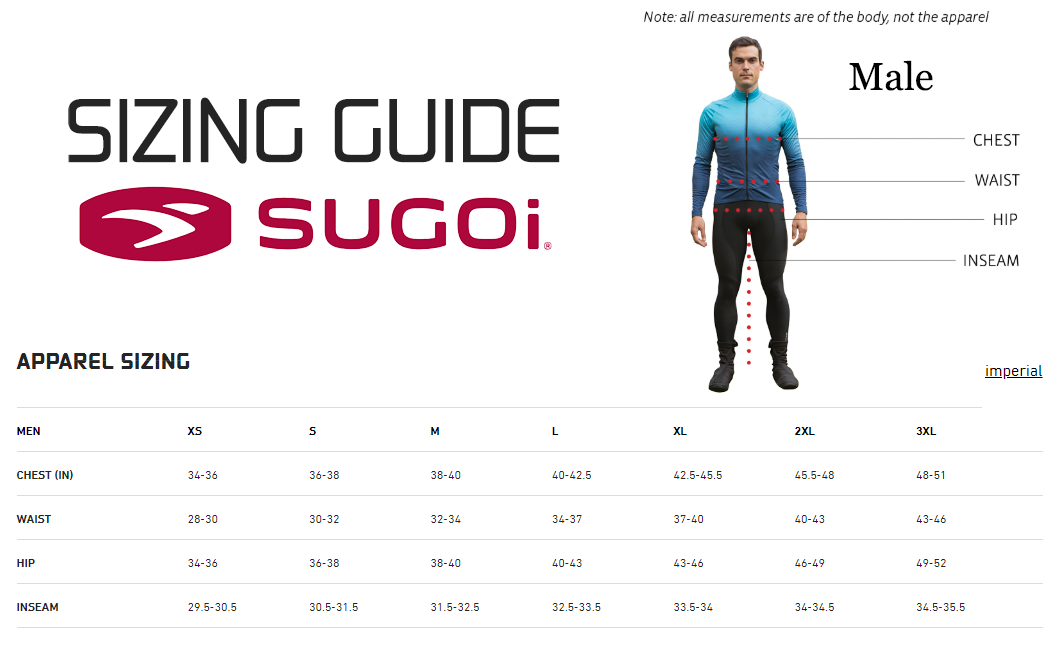 Note: all measurements are of the body, not the apparel
Male
SIZING GUIDE
SUGOi®
CHEST
WAIST
HIP
INSEAM
APPAREL SIZING
imperial
MEN XS S M L XL 2XL 3XL
CHEST (IN) 34-36 36-38 38-40 40-42.5 42.5-45.5 45.5-48 48-51
WAIST 28-30 30-32 32-34 34-37 37-40 40-43 43-46
HIP 34-36 36-38 38-40 40-43 43-46 46-49 49-52
INSEAM 29.5-30.5 30.5-31.5 31.5-32.5 32.5-33.5 33.5-34 34-34.5 34.5-35.5